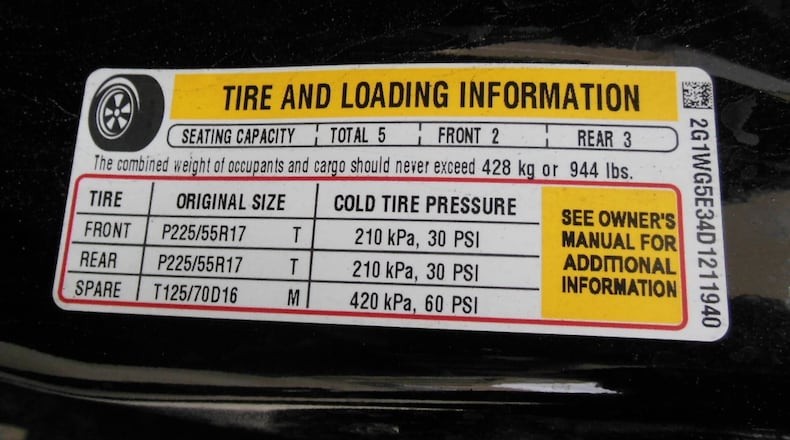 TIRE AND LOADING INFORMATION
SEATING CAPACITY TOTAL 5 FRONT 2 REAR 3
The combined weight of occupants and cargo should never exceed 428 kg or 944 lbs.
TIRE ORIGINAL SIZE COLD TIRE PRESSURE
FRONT P225/55R17 T 210 kPa, 30 PSI
REAR P225/55R17 T 210 kPa, 30 PSI
SPARE T125/70D16 M 420 kPa, 60 PSI
SEE OWNER'S
MANUAL FOR
ADDITIONAL
INFORMATION
2G1WG5E34D1211940